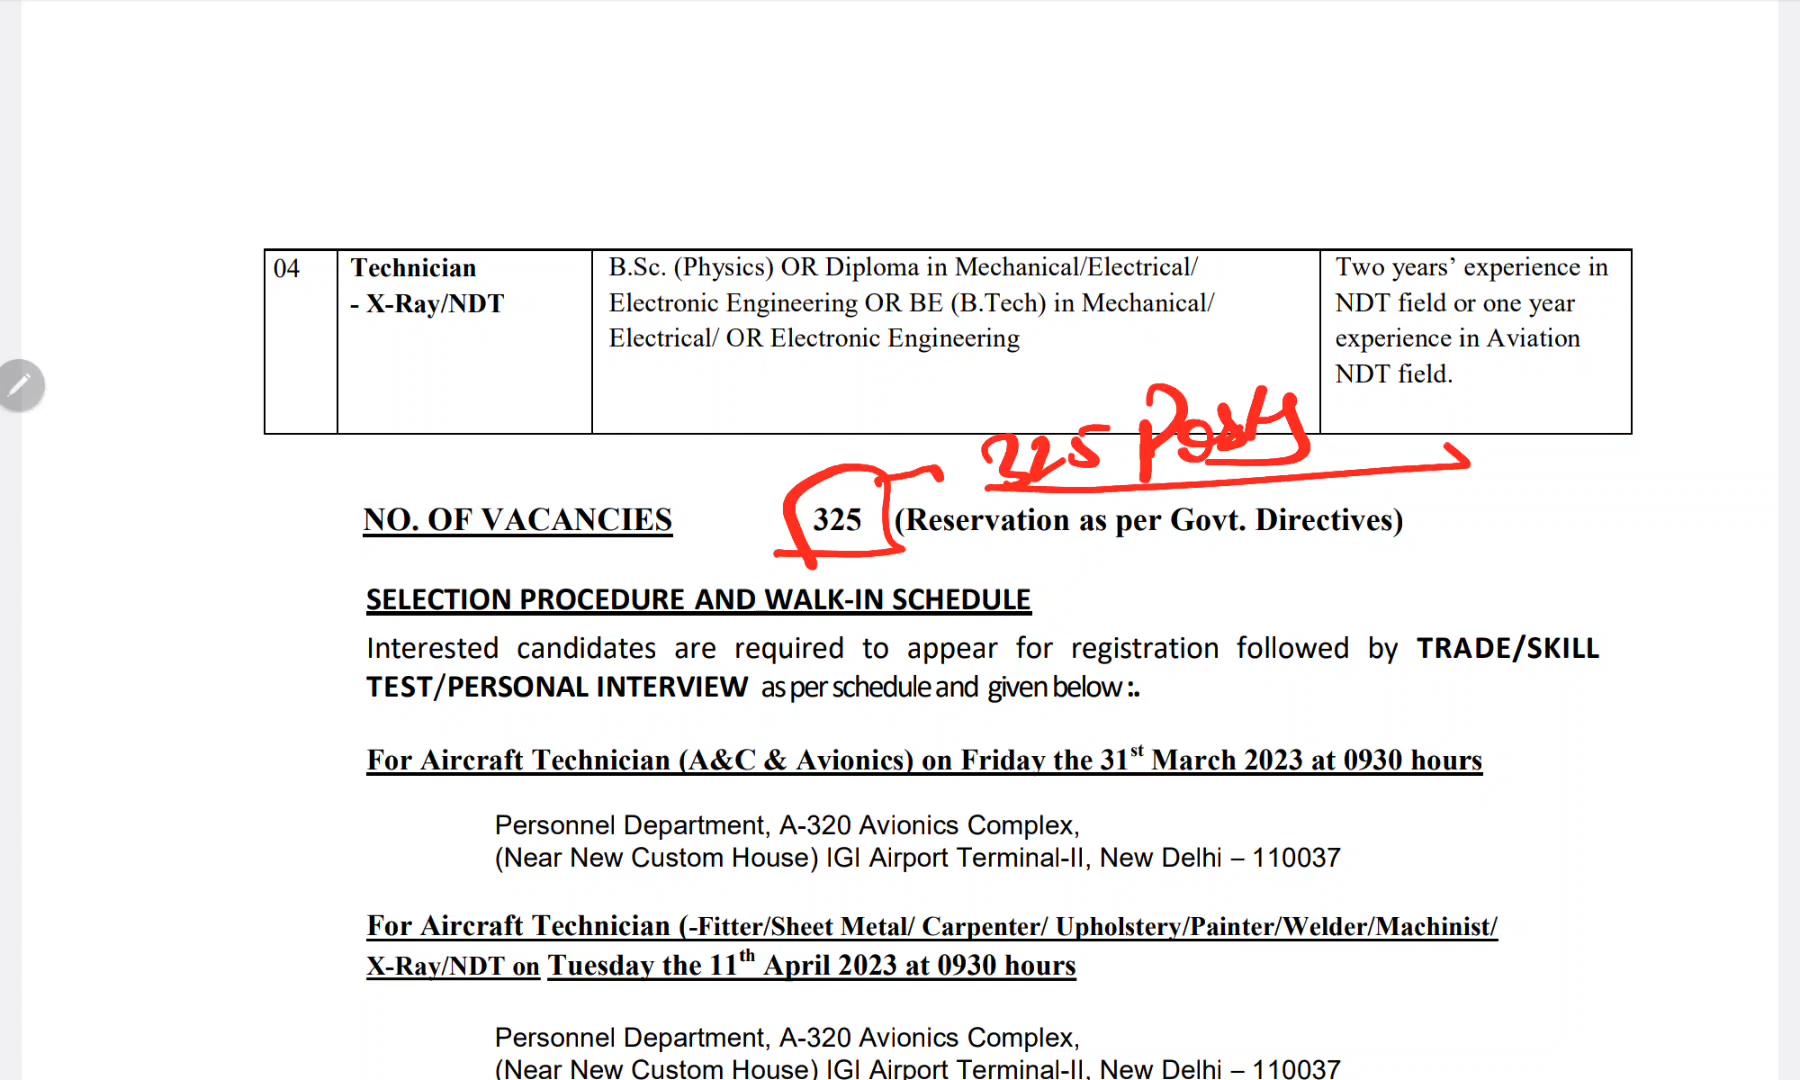 04
Technician
- X-Ray/NDT
B.Sc. (Physics) OR Diploma in Mechanical/Electrical/
Electronic Engineering OR BE (B.Tech) in Mechanical/
Electrical/ OR Electronic Engineering
Two years’ experience in
NDT field or one year
experience in Aviation
NDT field.
325 Posts
NO. OF VACANCIES 325 (Reservation as per Govt. Directives)
SELECTION PROCEDURE AND WALK-IN SCHEDULE
Interested candidates are required to appear for registration followed by TRADE/SKILL
TEST/PERSONAL INTERVIEW as per schedule and given below :.
For Aircraft Technician (A&C & Avionics) on Friday the 31st March 2023 at 0930 hours
Personnel Department, A-320 Avionics Complex,
(Near New Custom House) IGI Airport Terminal-II, New Delhi – 110037
For Aircraft Technician (-Fitter/Sheet Metal/ Carpenter/ Upholstery/Painter/Welder/Machinist/
X-Ray/NDT on Tuesday the 11th April 2023 at 0930 hours
Personnel Department, A-320 Avionics Complex,
(Near New Custom House) IGI Airport Terminal-II, New Delhi – 110037